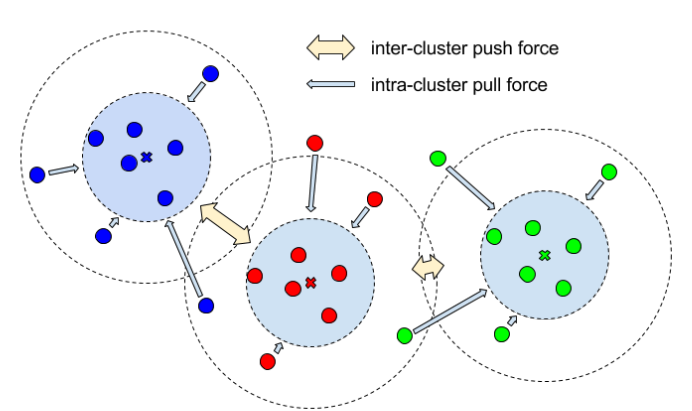 inter-cluster push force
intra-cluster pull force